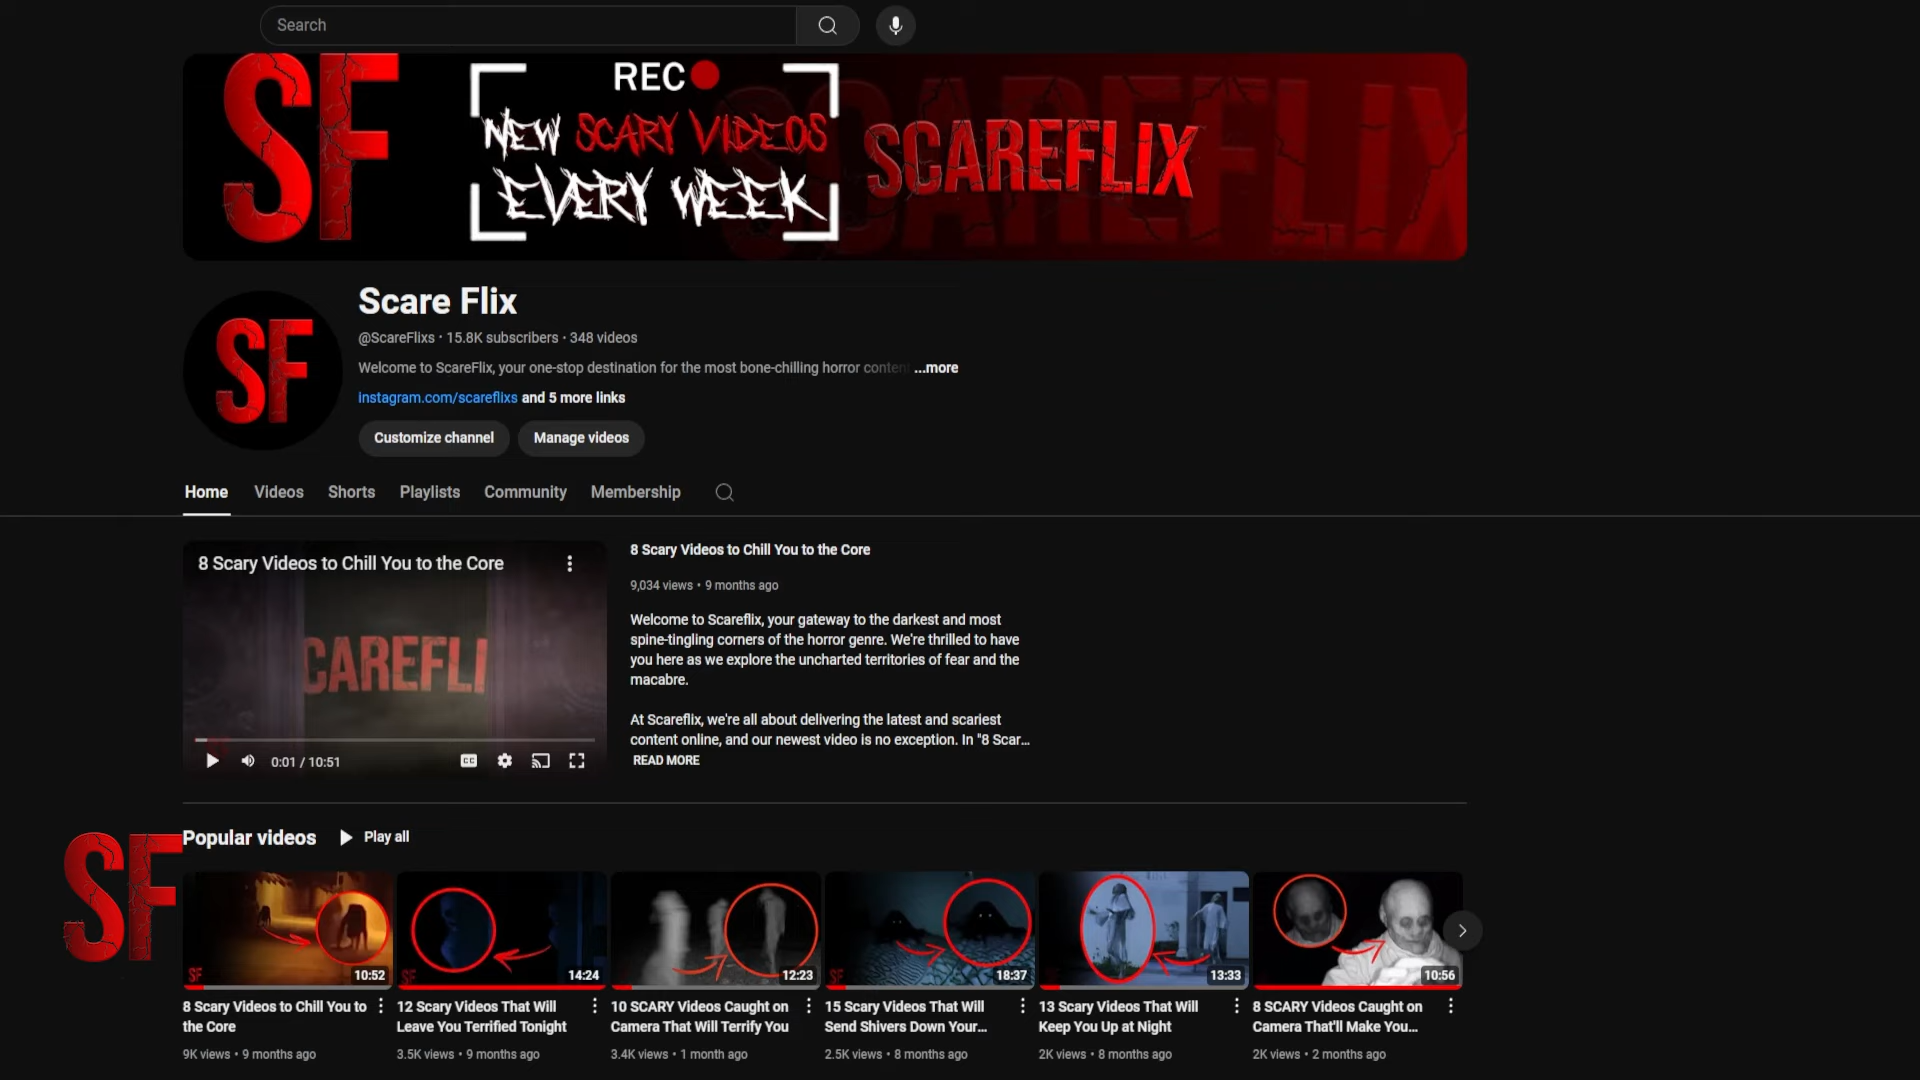 Search
SF
REC
NEW SCARY VIDEOS
EVERY WEEK
SCAREFLIX
SCAREFLIX
SF
Scare Flix
@ScareFlixs • 15.8K subscribers • 348 videos
Welcome to ScareFlix, your one-stop destination for the most bone-chilling horror conten ...more
instagram.com/scareflixs and 5 more links
Customize channel
Manage videos
Home
Videos
Shorts
Playlists
Community
Membership
8 Scary Videos to Chill You to the Core
CAREFLI
CC
0:01 / 10:51
8 Scary Videos to Chill You to the Core
9,034 views • 9 months ago
Welcome to Scareflix, your gateway to the darkest and most
spine-tingling corners of the horror genre. We're thrilled to have
you here as we explore the uncharted territories of fear and the
macabre.
At Scareflix, we're all about delivering the latest and scariest
content online, and our newest video is no exception. In "8 Scar...
READ MORE
SF
Popular videos
Play all
SF
10:52
8 Scary Videos to Chill You to
the Core
9K views • 9 months ago
SF
14:24
12 Scary Videos That Will
Leave You Terrified Tonight
3.5K views • 9 months ago
12:23
10 SCARY Videos Caught on
Camera That Will Terrify You
3.4K views • 1 month ago
SF
18:37
15 Scary Videos That Will
Send Shivers Down Your...
2.5K views • 8 months ago
SF
13:33
13 Scary Videos That Will
Keep You Up at Night
2K views • 8 months ago
10:56
8 SCARY Videos Caught on
Camera That'll Make You...
2K views • 2 months ago